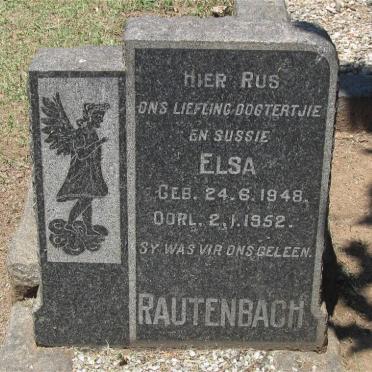 HIER RUS
ONS LIEFLING DOGTERTJIE
EN SUSSIE
ELSA
GEB. 24.6.1948.
OORL. 2.1.1952.
SY WAS VIR ONS GELEEN.
RAUTENBACH